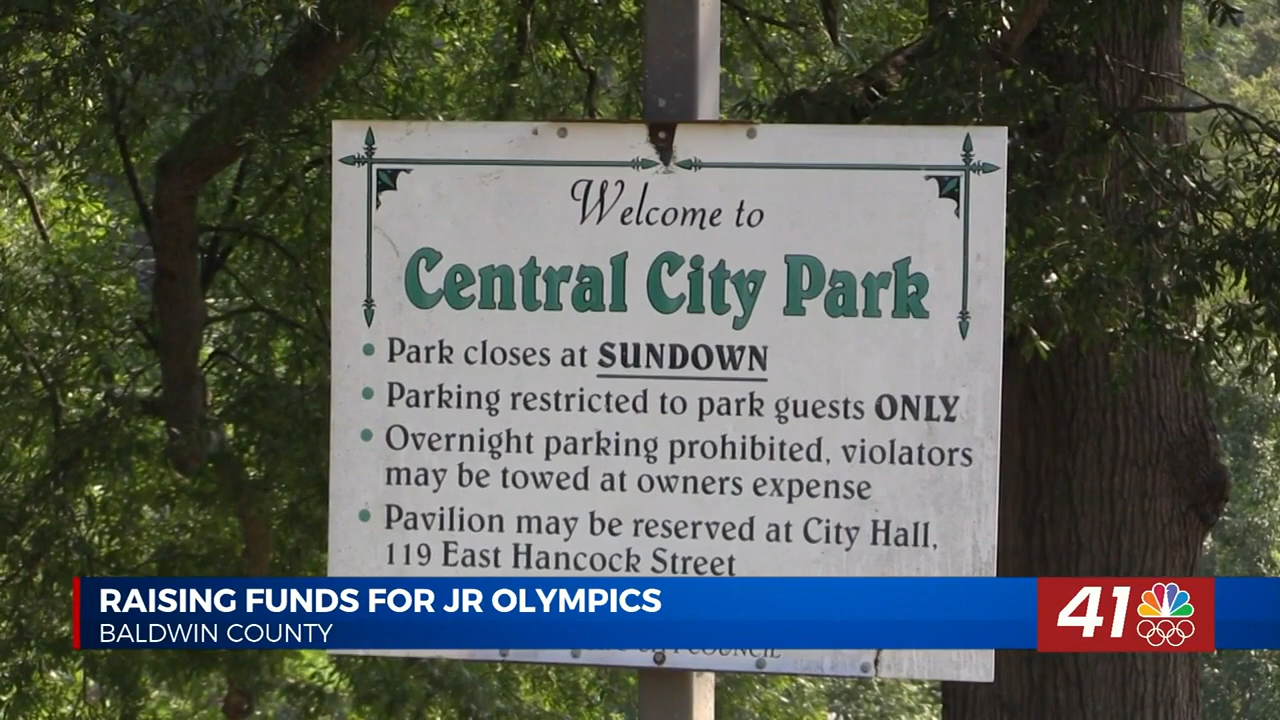 Welcome to
Central City Park
• Park closes at SUNDOWN
• Parking restricted to park guests ONLY
• Overnight parking prohibited, violators
may be towed at owners expense
• Pavilion may be reserved at City Hall,
119 East Hancock Street
RAISING FUNDS FOR JR OLYMPICS
BALDWIN COUNTY
41
CITY COUNCIL